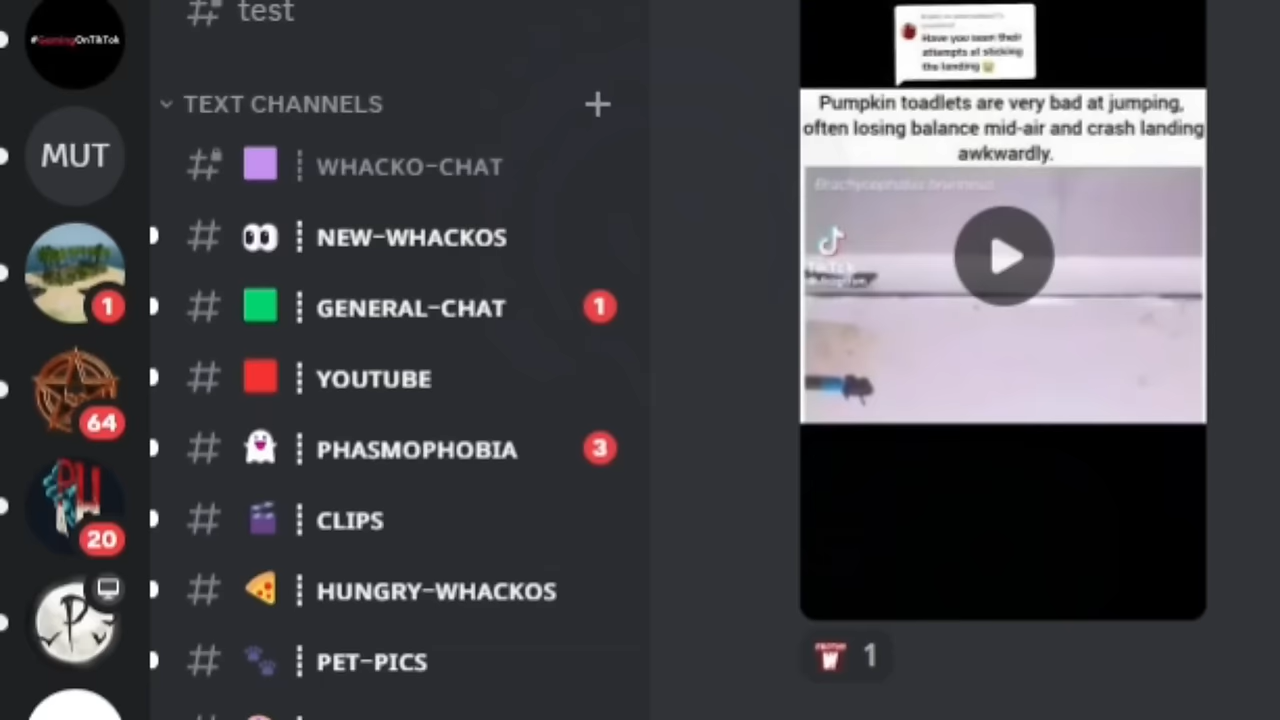 test
#GamingOnTikTok
TEXT CHANNELS
MUT
WHACKO-CHAT
NEW-WHACKOS
GENERAL-CHAT
1
1
YOUTUBE
64
PHASMOPHOBIA
3
CLIPS
20
HUNGRY-WHACKOS
P
PET-PICS
Have you seen their
attempts at sticking
the landing
Pumpkin toadlets are very bad at jumping,
often losing balance mid-air and crash landing
awkwardly.
TikTok
1